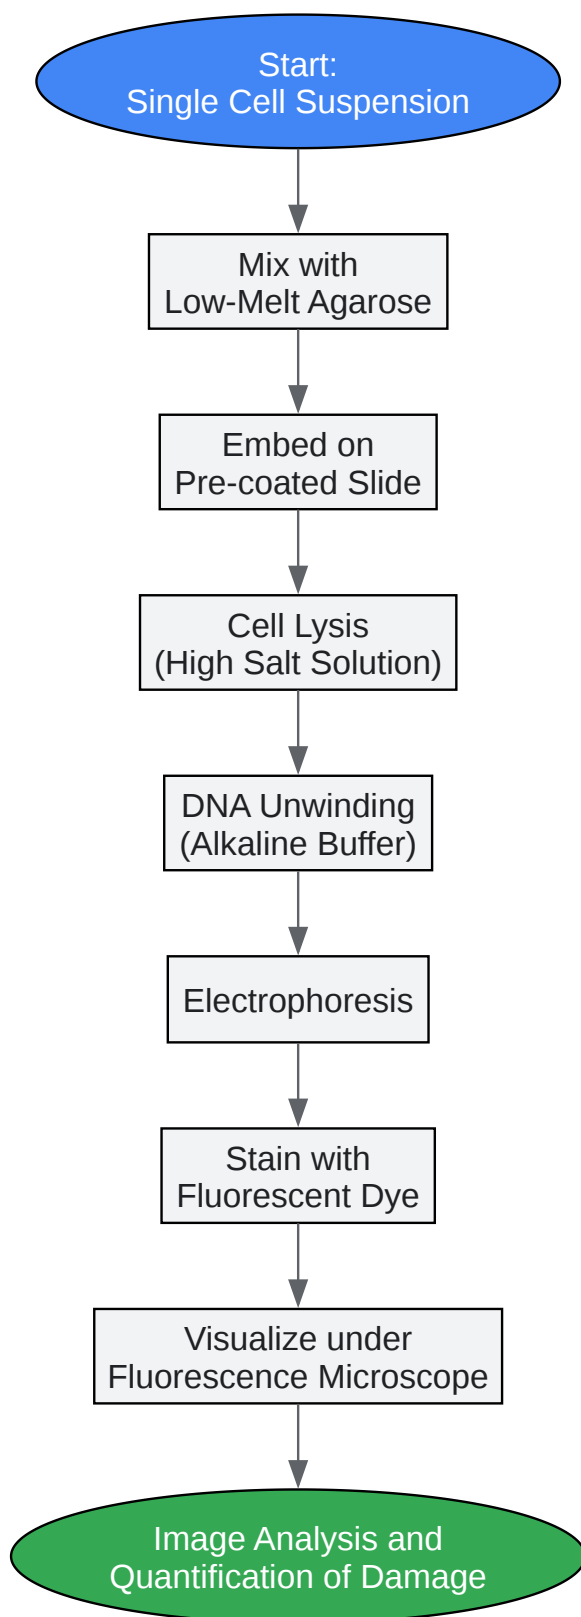 Start:
Single Cell Suspension
Mix with
Low-Melt Agarose
Embed on
Pre-coated Slide
Cell Lysis
(High Salt Solution)
DNA Unwinding
(Alkaline Buffer)
Electrophoresis
Stain with
Fluorescent Dye
Visualize under
Fluorescence Microscope
Image Analysis and
Quantification of Damage